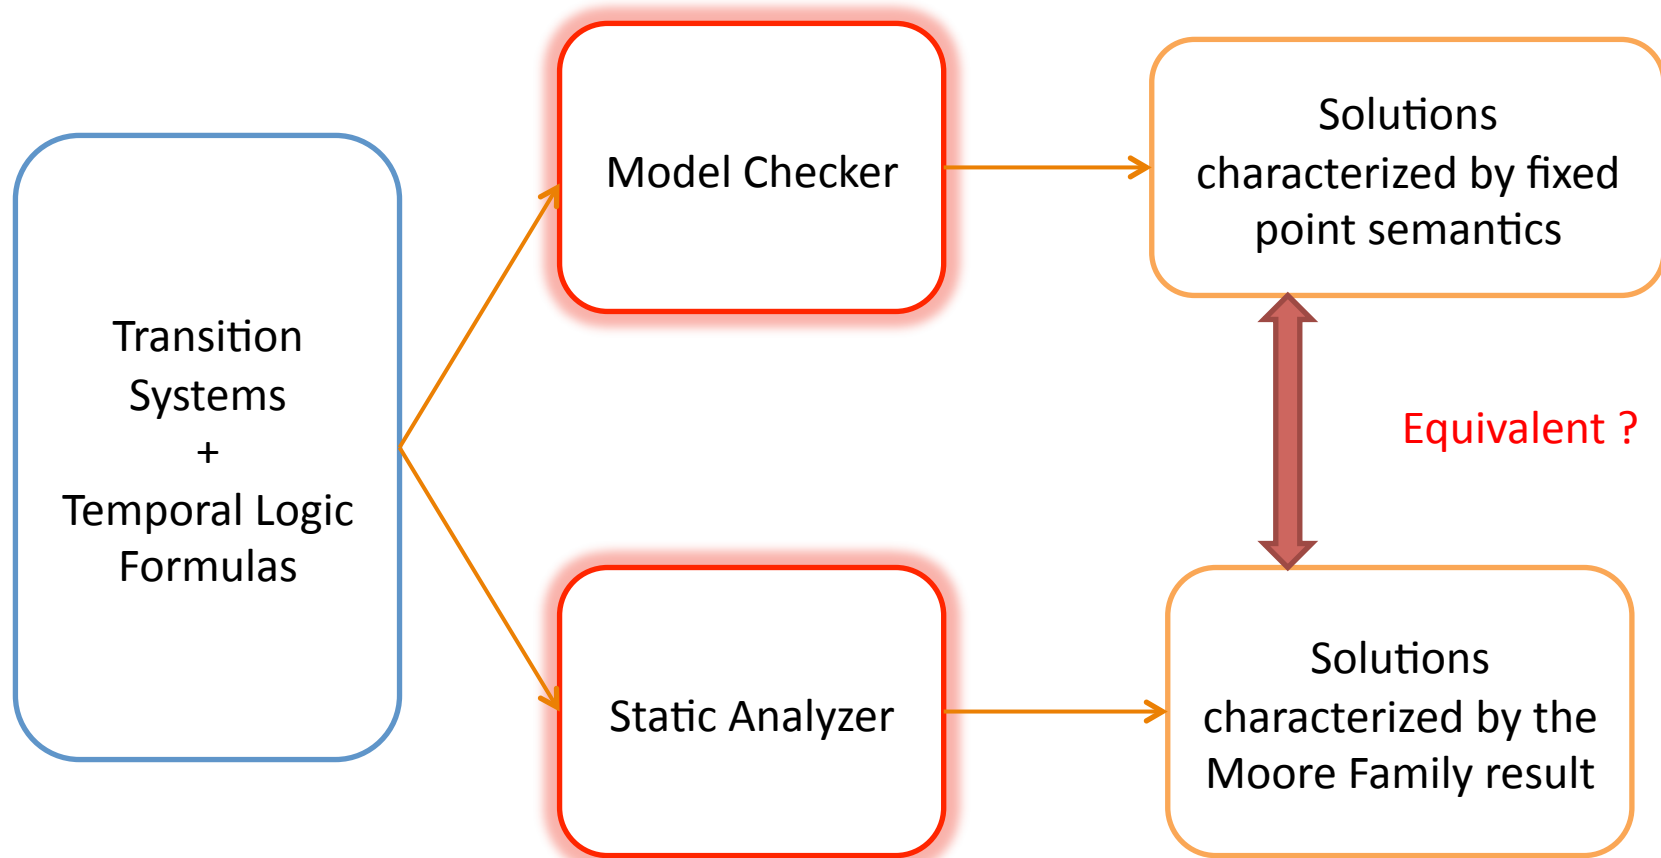 Transition
Systems
+
Temporal Logic
Formulas
Model Checker
Solutions
characterized by fixed
point semantics
Equivalent ?
Static Analyzer
Solutions
characterized by the
Moore Family result